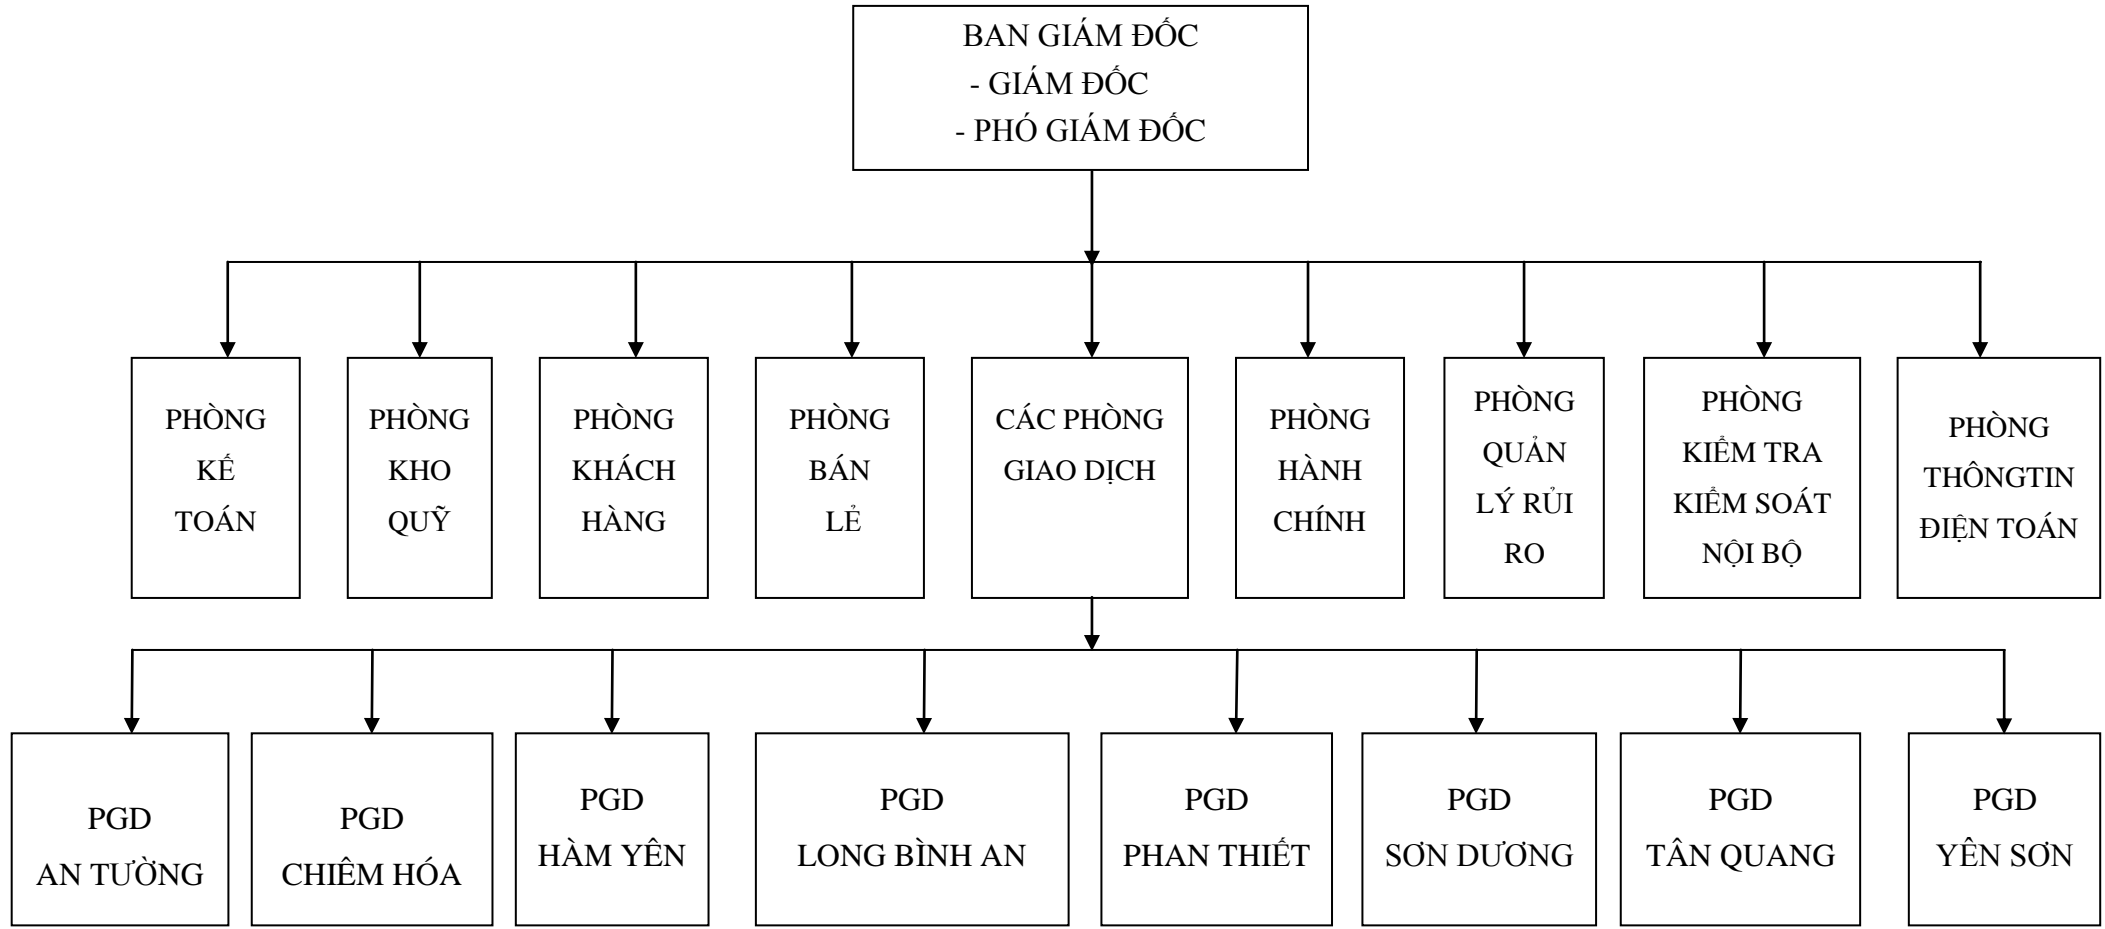 BAN GIÁM ĐỐC
- GIÁM ĐỐC
- PHÓ GIÁM ĐỐC
PHÒNG
KẾ
TOÁN
PHÒNG
KHO
QUỸ
PHÒNG
KHÁCH
HÀNG
PHÒNG
BÁN
LẺ
CÁC PHÒNG
GIAO DỊCH
PHÒNG
HÀNH
CHÍNH
PHÒNG
QUẢN
LÝ RỦI
RO
PHÒNG
KIỂM TRA
KIỂM SOÁT
NỘI BỘ
PHÒNG
THÔNGTIN
ĐIỆN TOÁN
PGD
AN TƯỜNG
PGD
CHIÊM HÓA
PGD
HÀM YÊN
PGD
LONG BÌNH AN
PGD
PHAN THIẾT
PGD
SƠN DƯƠNG
PGD
TÂN QUANG
PGD
YÊN SƠN